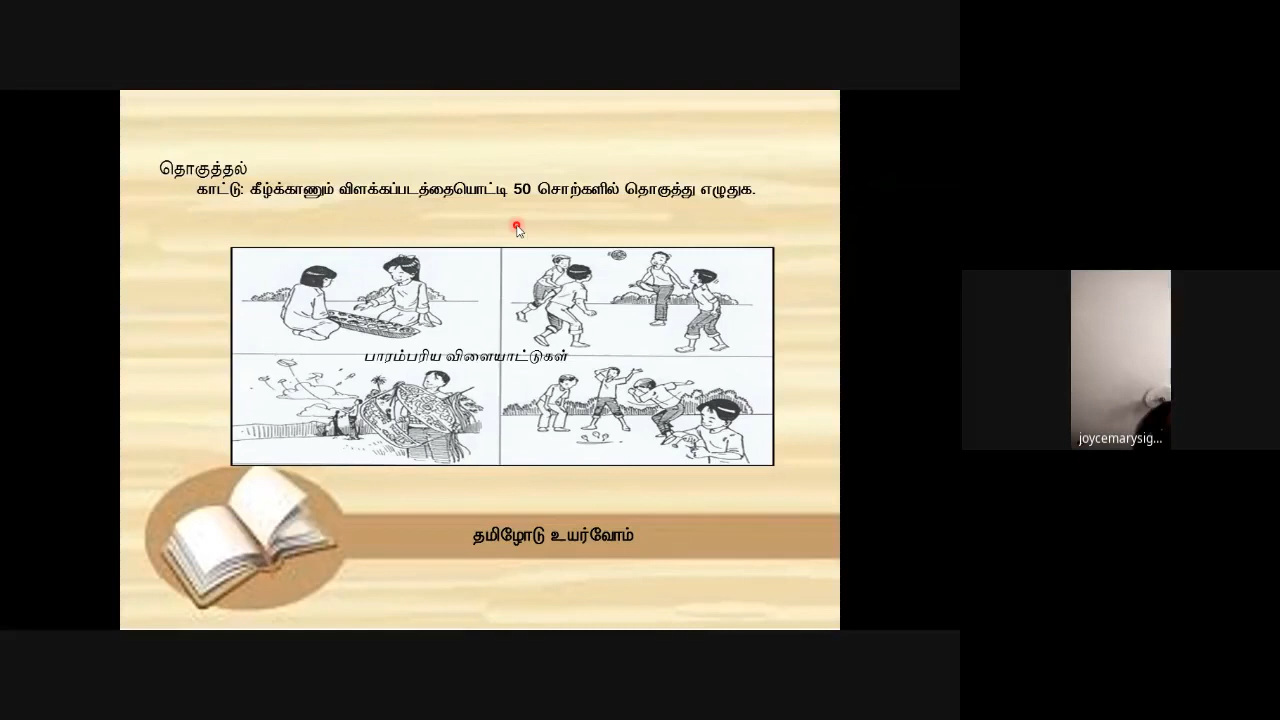 தொகுத்தல்
காட்டு: கீழ்க்காணும் விளக்கப்படத்தையொட்டி 50 சொற்களில் தொகுத்து எழுதுக.
பாரம்பரிய விளையாட்டுகள்
தமிழோடு உயர்வோம்
joycemarysig...